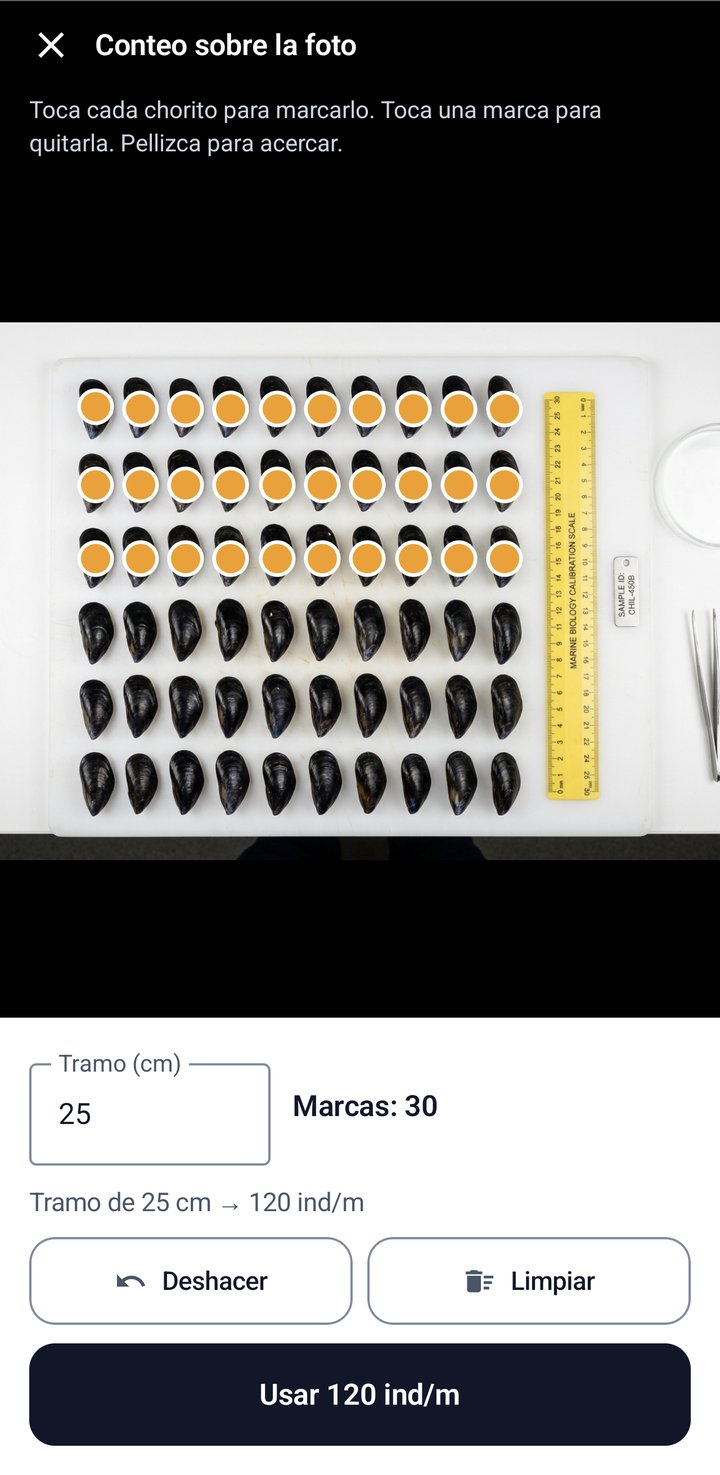 Conteo sobre la foto
Toca cada chorito para marcarlo. Toca una marca para
quitarla. Pellizca para acercar.
MARINE BIOLOGY CALIBRATION SCALE
SAMPLE ID:
CHIL-450B
Tramo (cm)
25
Marcas: 30
Tramo de 25 cm → 120 ind/m
Deshacer
Limpiar
Usar 120 ind/m